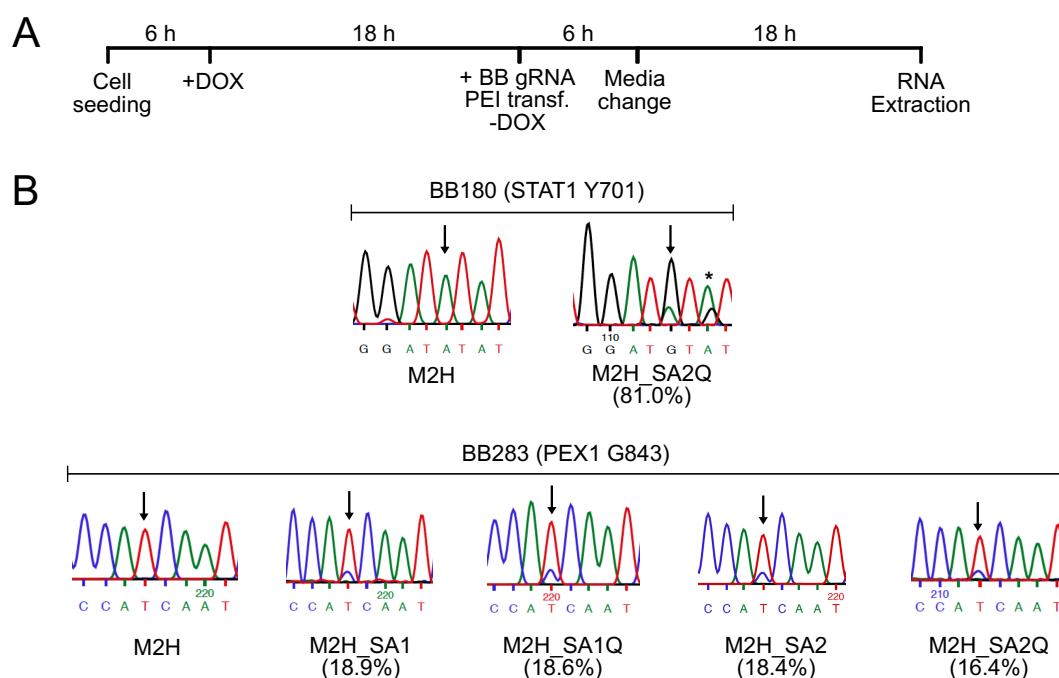 A
6 h 18 h 6 h 18 h
Cell seeding
+DOX
+ BB gRNA
PEI transf.
-DOX
Media change
RNA Extraction
B
BB180 (STAT1 Y701)
*
110
G G A T A T A T
G G A T G T A T
M2H
M2H_SA2Q
(81.0%)
BB283 (PEX1 G843)
220 220 220 220 210
C C A T C A A T
C C A T C A A T
C C A T C A A T
C C A T C A A T
C C A T C A A T
M2H
M2H_SA1
(18.9%)
M2H_SA1Q
(18.6%)
M2H_SA2
(18.4%)
M2H_SA2Q
(16.4%)